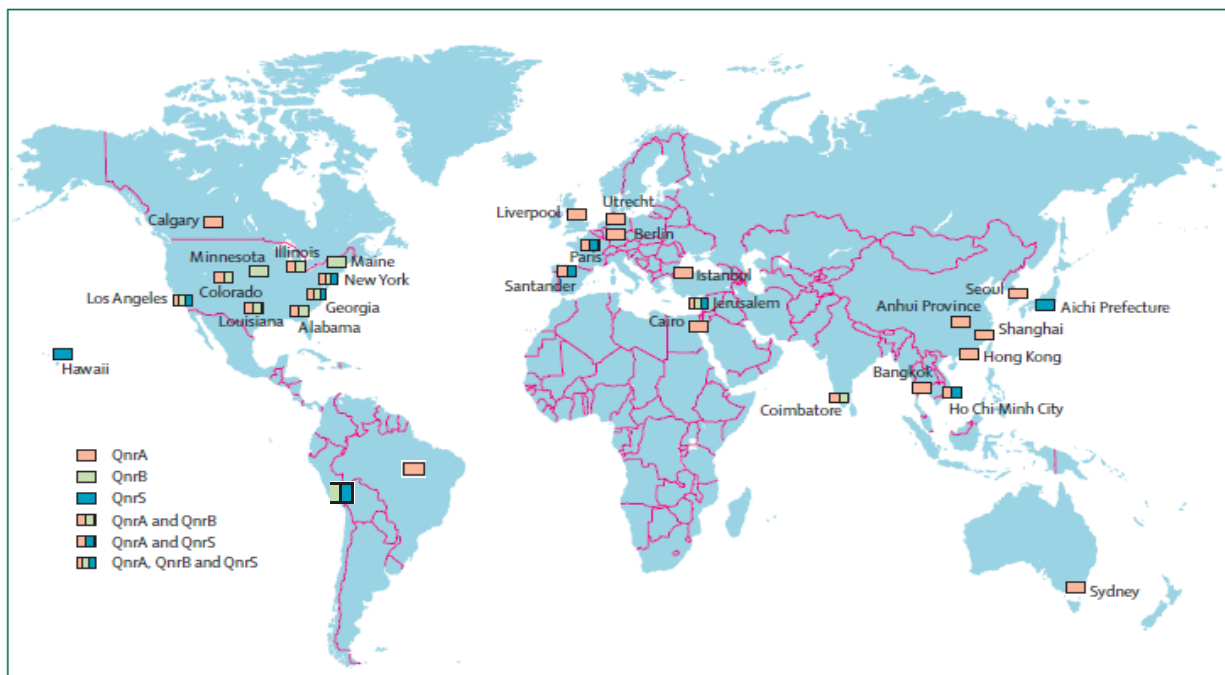 Calgary
Minnesota
Illinois
Maine
New York
Los Angeles
Colorado
Georgia
Louisiana
Alabama
Hawaii
Liverpool
Utrecht
Berlin
Paris
Santander
Istanbul
Jerusalem
Cairo
Seoul
Anhui Province
Aichi Prefecture
Shanghai
Hong Kong
Bangkok
Coimbatore
Ho Chi Minh City
Sydney
QnrA
QnrB
QnrS
QnrA and QnrB
QnrA and QnrS
QnrA, QnrB and QnrS